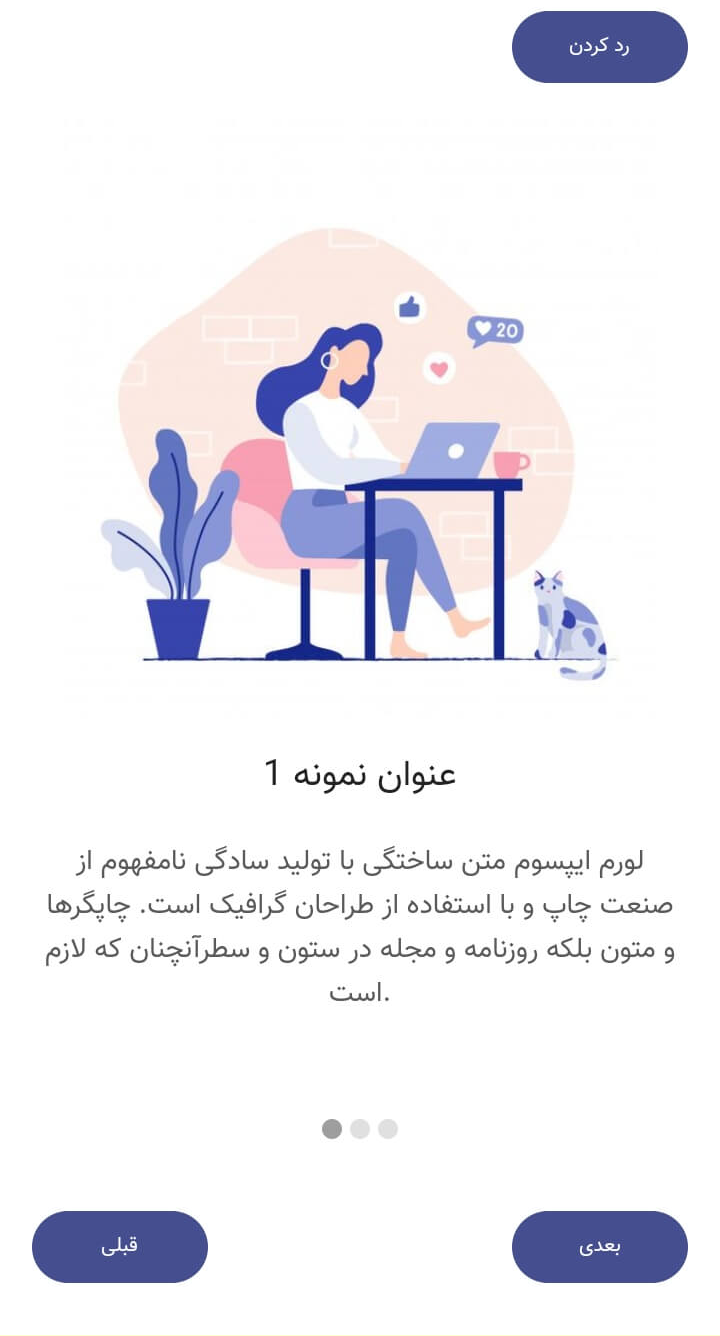 رد کردن
20
عنوان نمونه 1
لورم ایپسوم متن ساختگی با تولید سادگی نامفهوم از
صنعت چاپ و با استفاده از طراحان گرافیک است. چاپگرها
و متون بلکه روزنامه و مجله در ستون و سطرآنچنان که لازم
است.
بعدی
قبلی